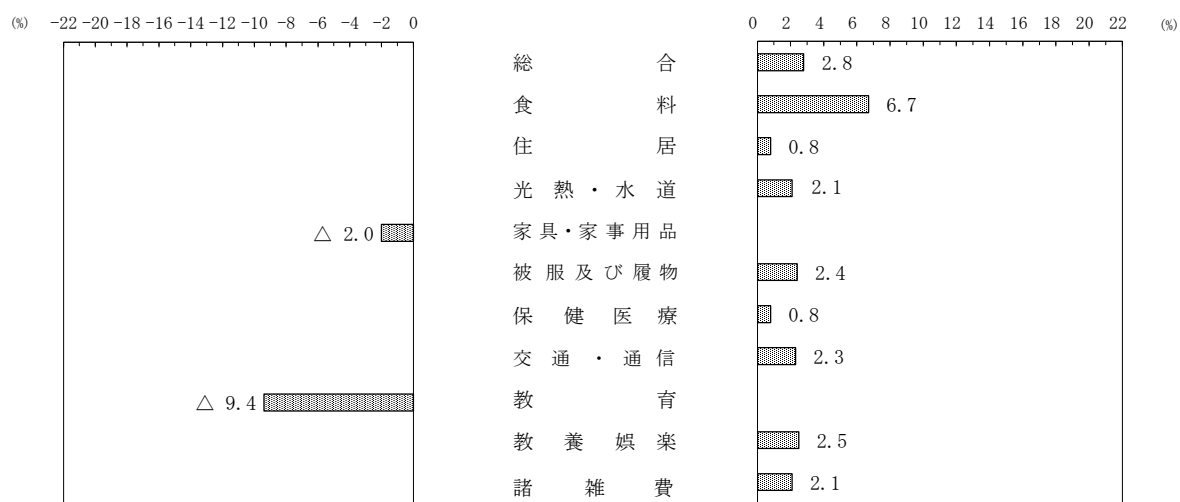 (%) −22 −20 −18 −16 −14 −12 −10 −8 −6 −4 −2 0 0 2 4 6 8 10 12 14 16 18 20 22 (%)
総合 2.8
食料 6.7
住居 0.8
光熱・水道 2.1
△ 2.0 家具・家事用品
被服及び履物 2.4
保健医療 0.8
交通・通信 2.3
△ 9.4 教育
教養娯楽 2.5
諸雑費 2.1